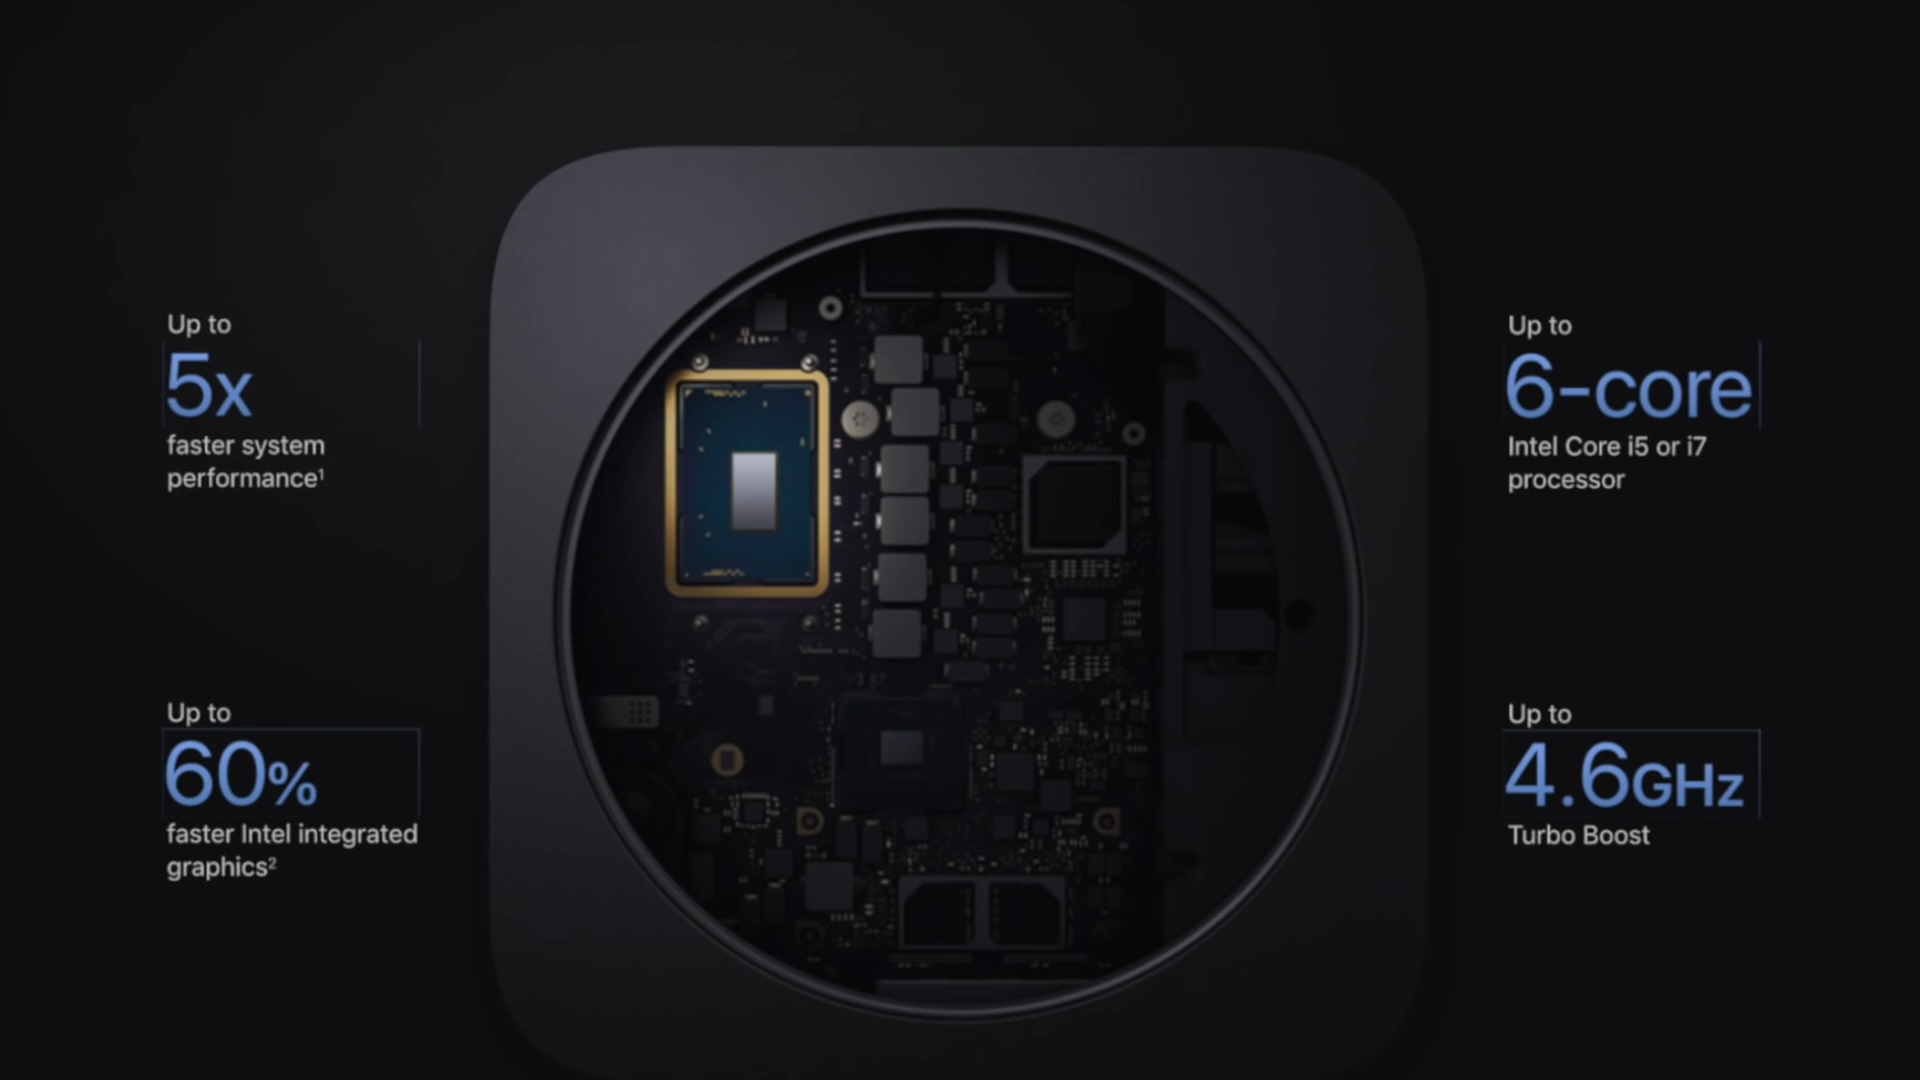 Up to
5x
faster system
performance¹
Up to
60%
faster Intel integrated
graphics²
Up to
6-core
Intel Core i5 or i7
processor
Up to
4.6GHz
Turbo Boost